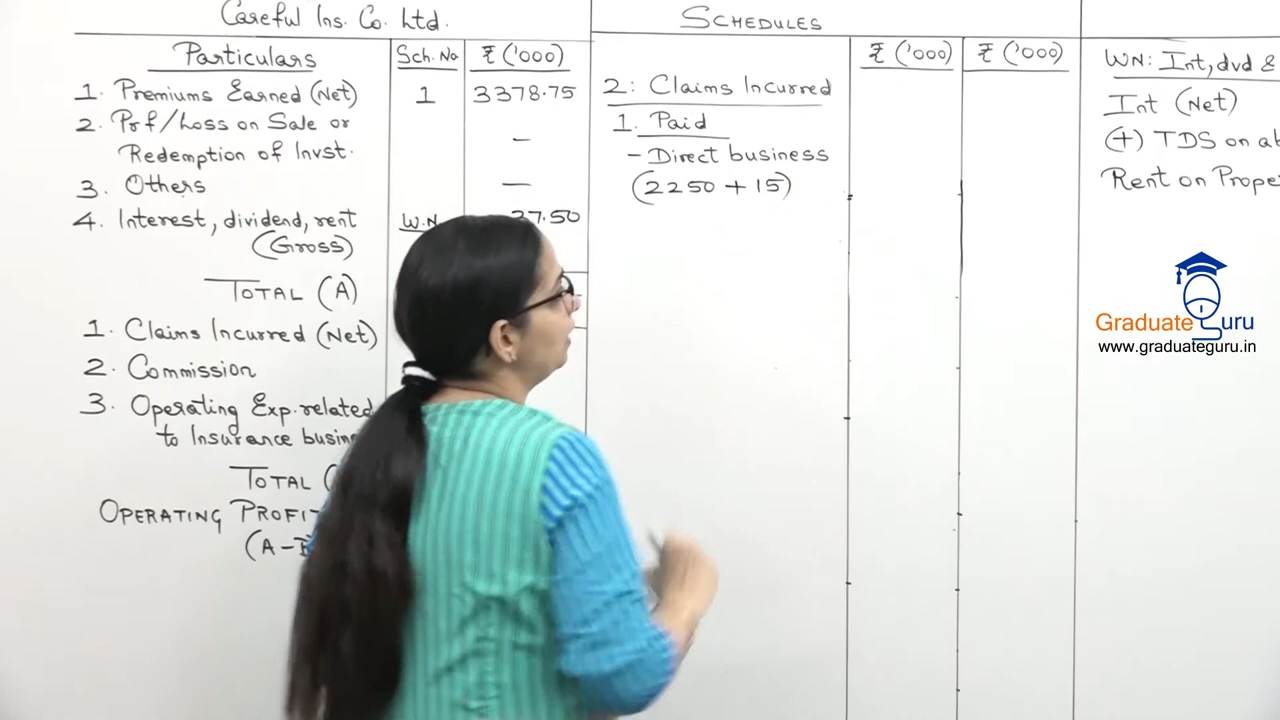 Careful Ins. Co. Ltd.
Particulars
Sch. No
₹ ('000)
1. Premiums Earned (Net)
1
3378.75
2. Prf/Loss on Sale or
Redemption of Invst.
—
3. Others
—
4. Interest, dividend, rent
(Gross)
W.N.
37.50
TOTAL (A)
1. Claims Incurred (Net)
2. Commission
3. Operating Exp. related
to Insurance
TOTAL
OPERATING PROFIT
(A-
SCHEDULES
₹ ('000)
₹ ('000)
2: Claims Incurred
1. Paid
- Direct business
(2250 + 15)
WN: Int, dvd &
Int (Net)
(+) TDS on
Rent on
Graduate Guru
www.graduateguru.in